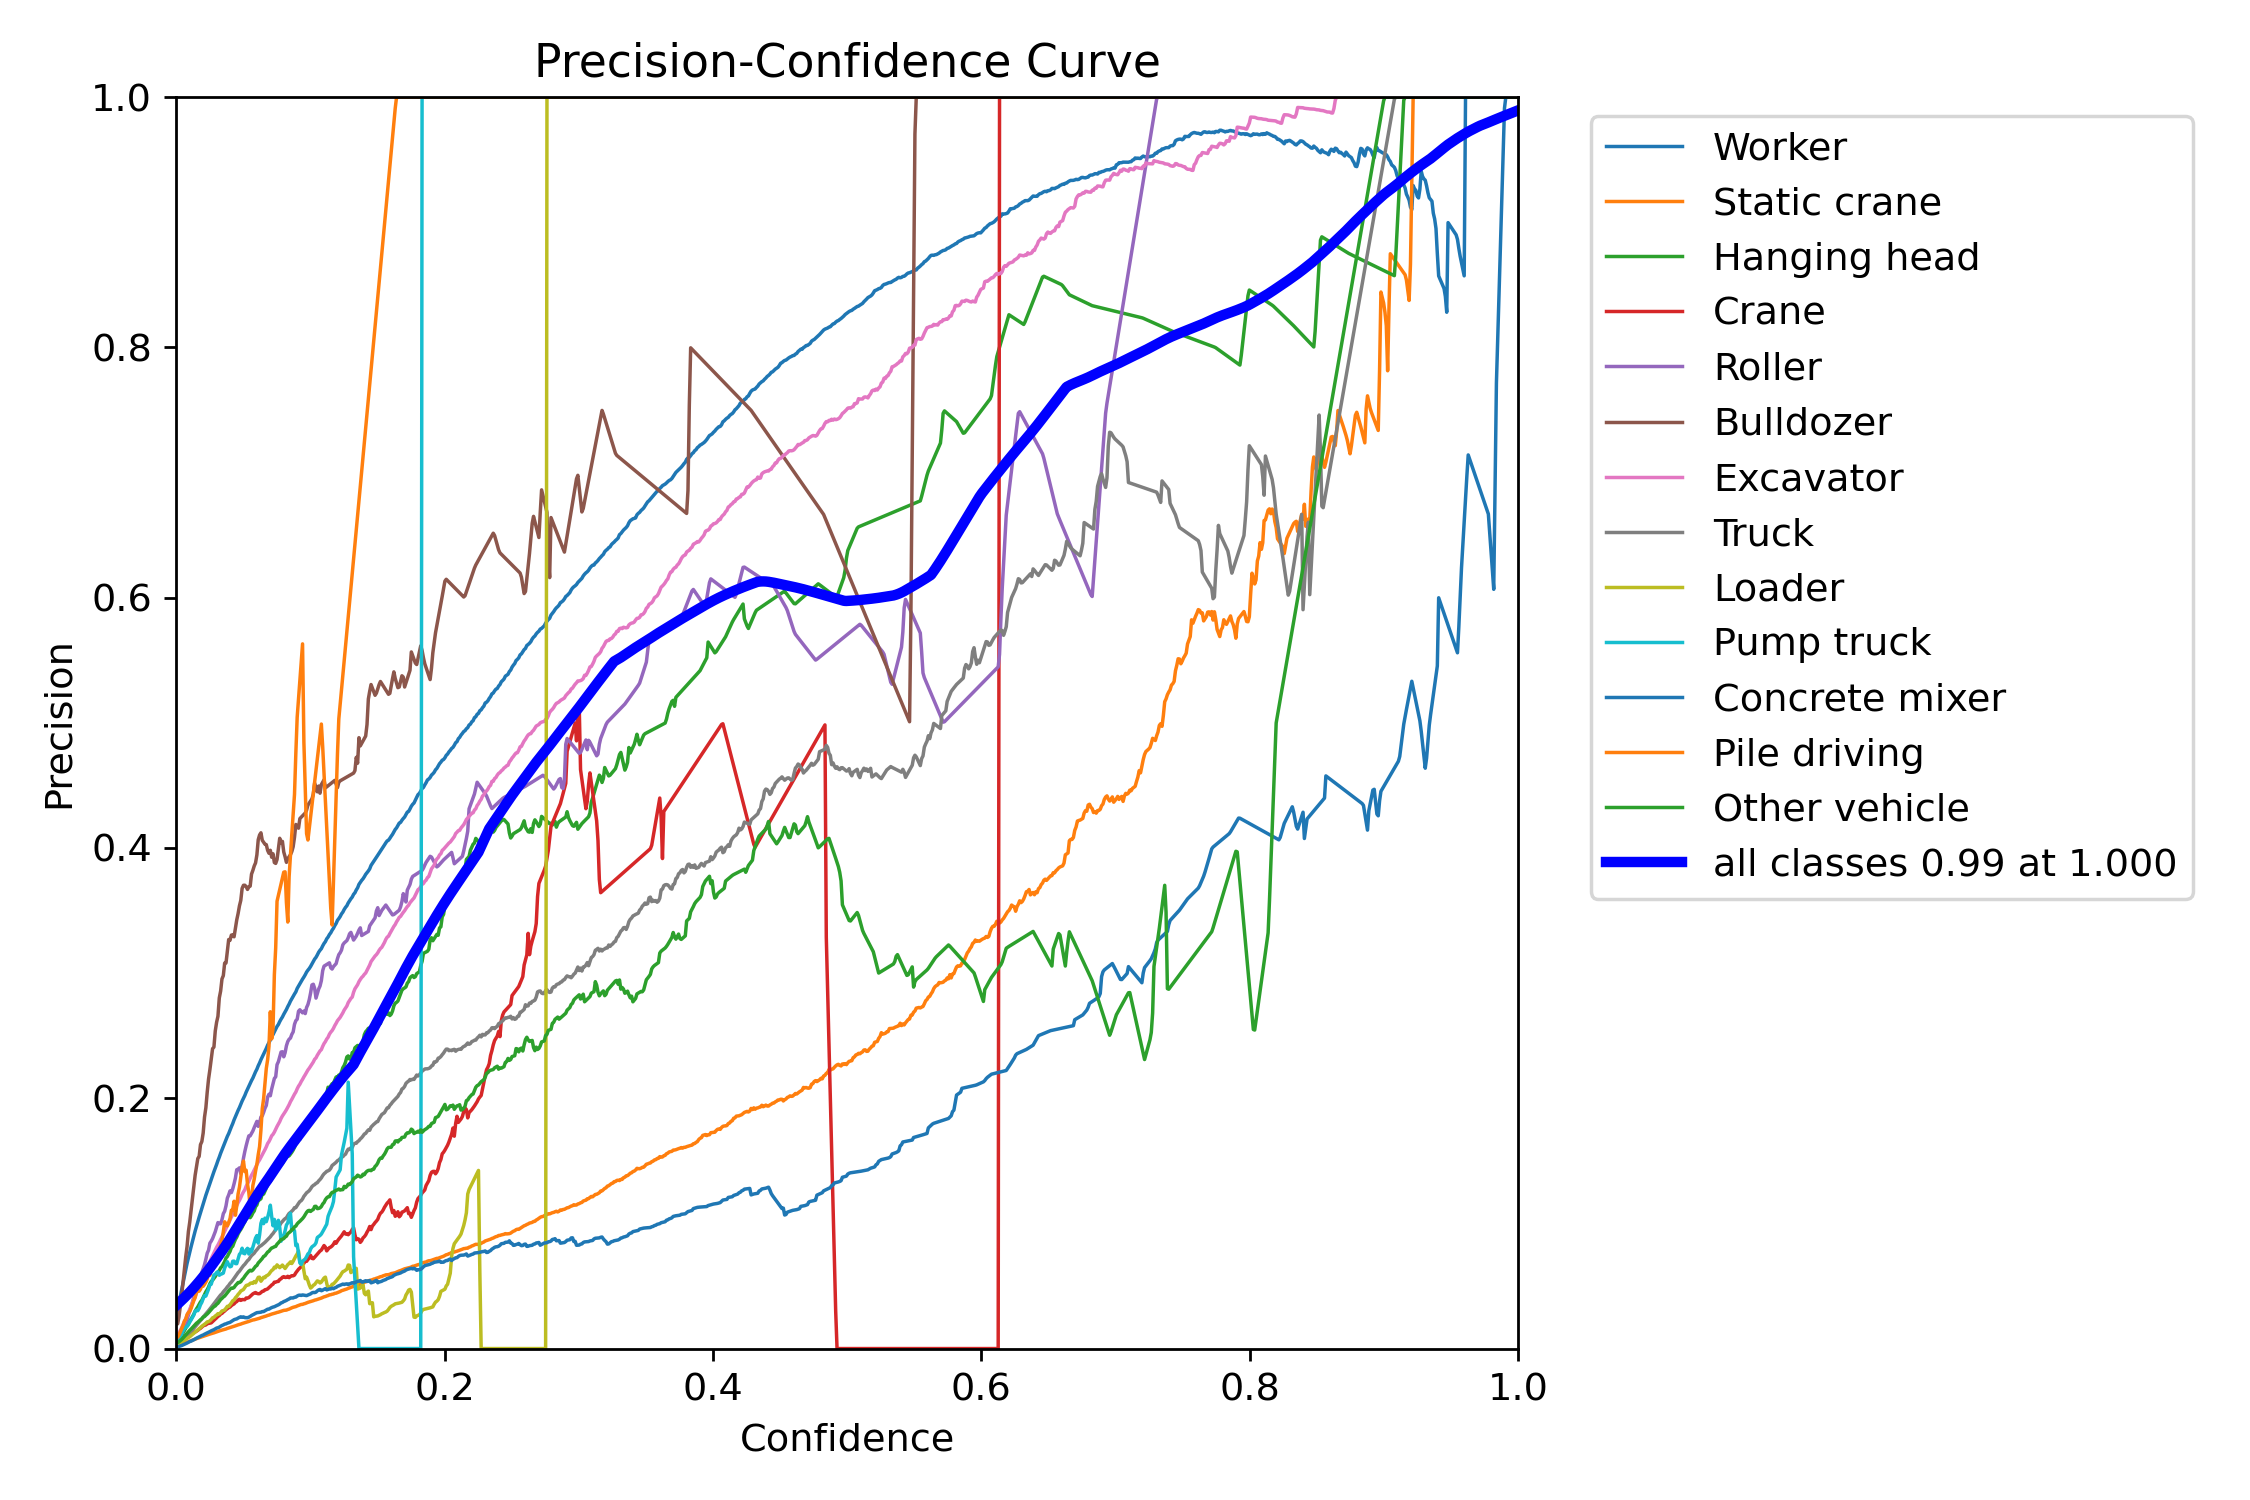 Precision-Confidence Curve
1.0
0.8
0.6
0.4
0.2
0.0
Precision
0.0 0.2 0.4 0.6 0.8 1.0
Confidence
Worker
Static crane
Hanging head
Crane
Roller
Bulldozer
Excavator
Truck
Loader
Pump truck
Concrete mixer
Pile driving
Other vehicle
all classes 0.99 at 1.000